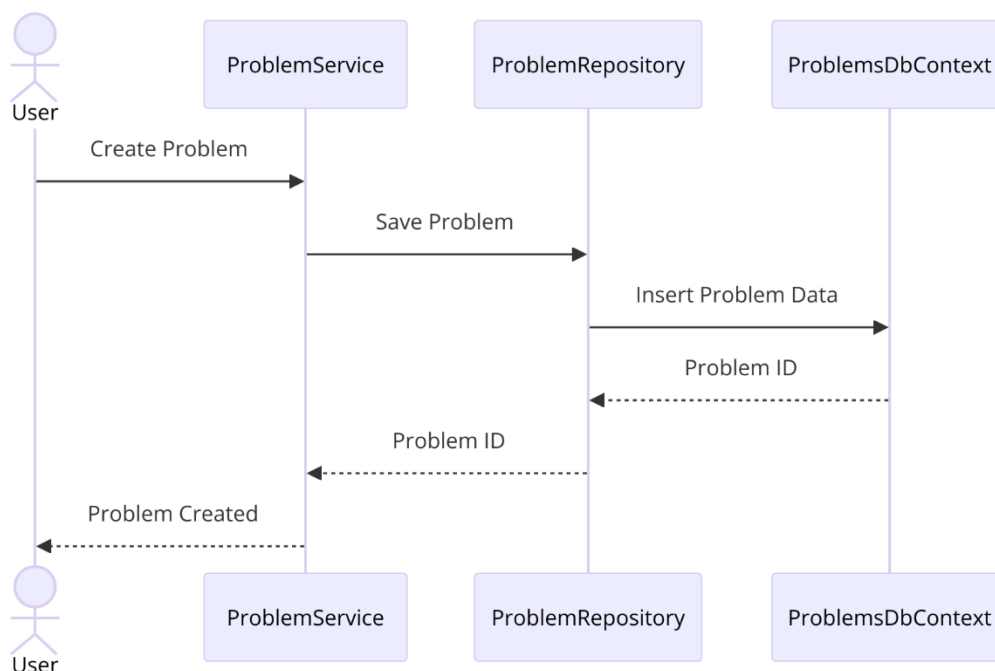 ProblemService
ProblemRepository
ProblemsDbContext
User
Create Problem
Save Problem
Insert Problem Data
Problem ID
Problem ID
Problem Created
ProblemService
ProblemRepository
ProblemsDbContext
User